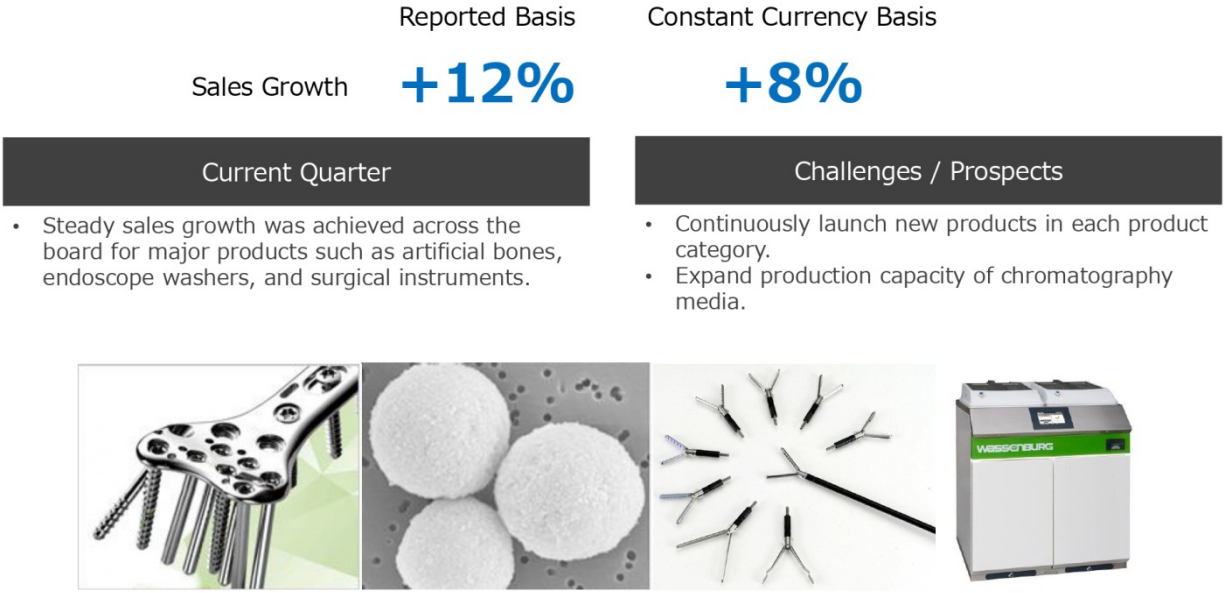 Reported Basis Constant Currency Basis
Sales Growth +12% +8%
Current Quarter
• Steady sales growth was achieved across the
board for major products such as artificial bones,
endoscope washers, and surgical instruments.
Challenges / Prospects
• Continuously launch new products in each product
category.
• Expand production capacity of chromatography
media.
WASSENBURG